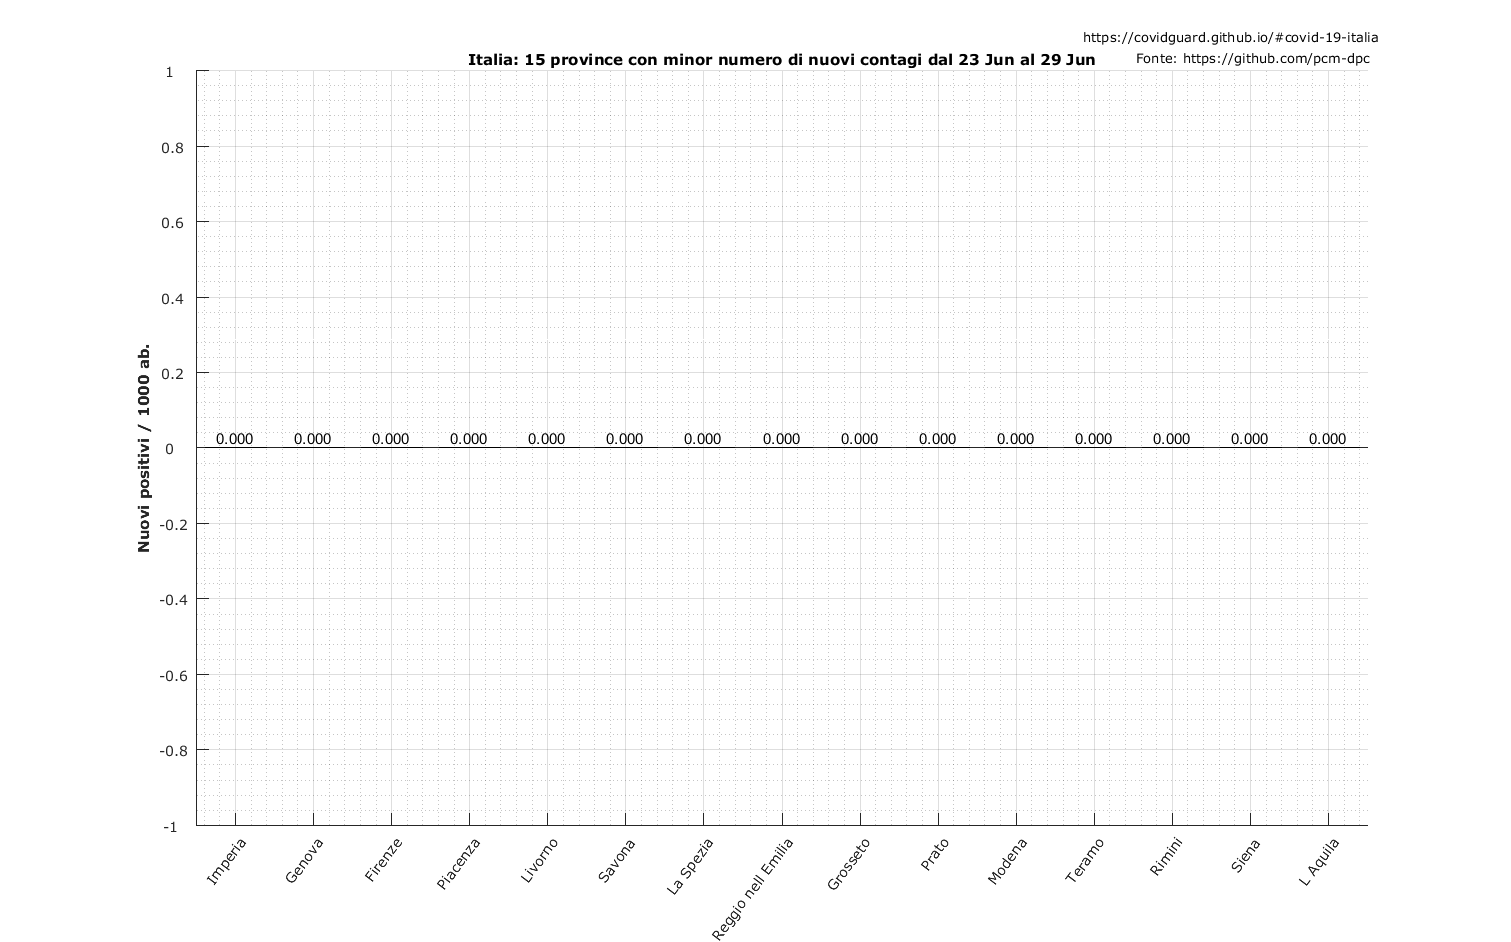 https://covidguard.github.io/#covid-19-italia
Italia: 15 province con minor numero di nuovi contagi dal 23 Jun al 29 Jun
Fonte: https://github.com/pcm-dpc
Nuovi positivi / 1000 ab.
1
0.8
0.6
0.4
0.2
0
-0.2
-0.4
-0.6
-0.8
-1
0.000 0.000 0.000 0.000 0.000 0.000 0.000 0.000 0.000 0.000 0.000 0.000 0.000 0.000 0.000
Imperia
Genova
Firenze
Piacenza
Livorno
Savona
La Spezia
Reggio nell Emilia
Grosseto
Prato
Modena
Teramo
Rimini
Siena
L Aquila